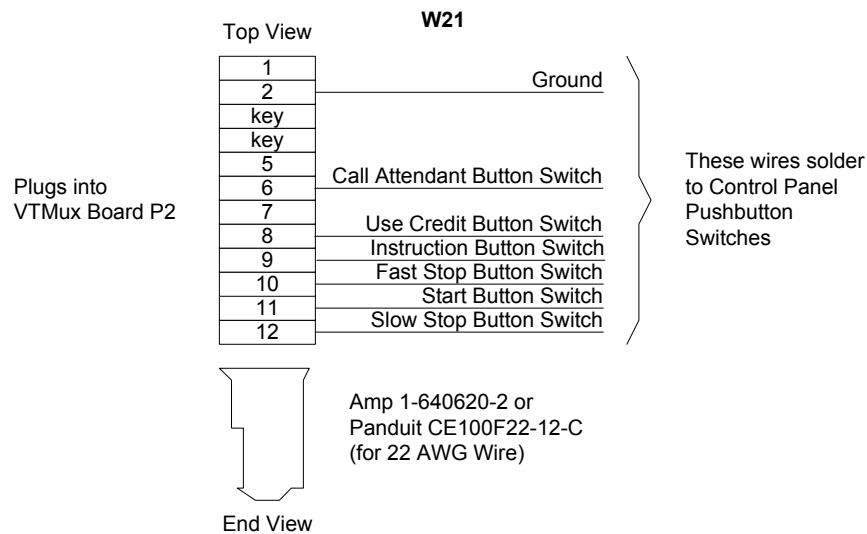 W21
Top View
1
2
key
key
5
6
7
8
9
10
11
12
Ground
Call Attendant Button Switch
Use Credit Button Switch
Instruction Button Switch
Fast Stop Button Switch
Start Button Switch
Slow Stop Button Switch
Plugs into
VTMux Board P2
These wires solder
to Control Panel
Pushbutton
Switches
Amp 1-640620-2 or
Panduit CE100F22-12-C
(for 22 AWG Wire)
End View